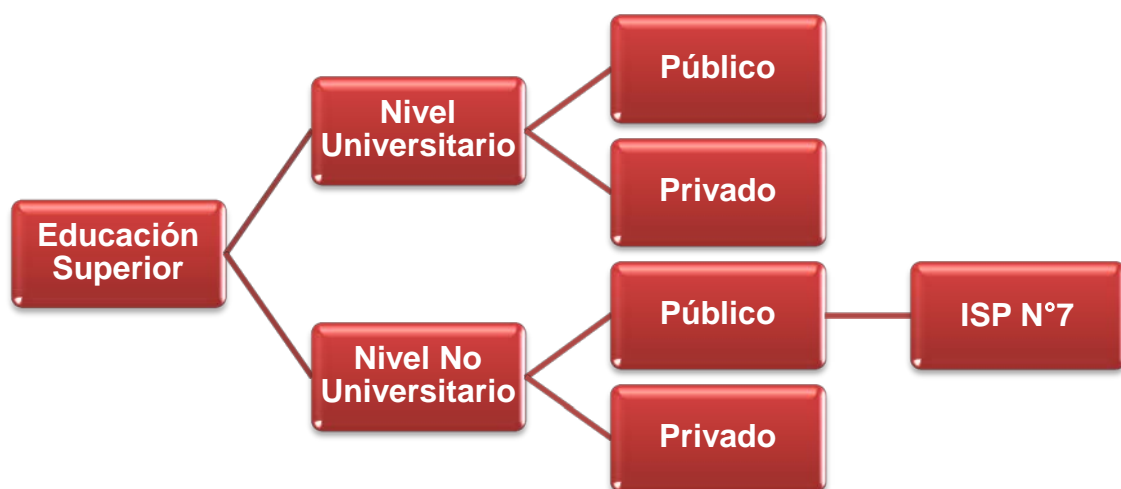 Educación
Superior
Nivel
Universitario
Público
Privado
Nivel No
Universitario
Público
ISP N°7
Privado